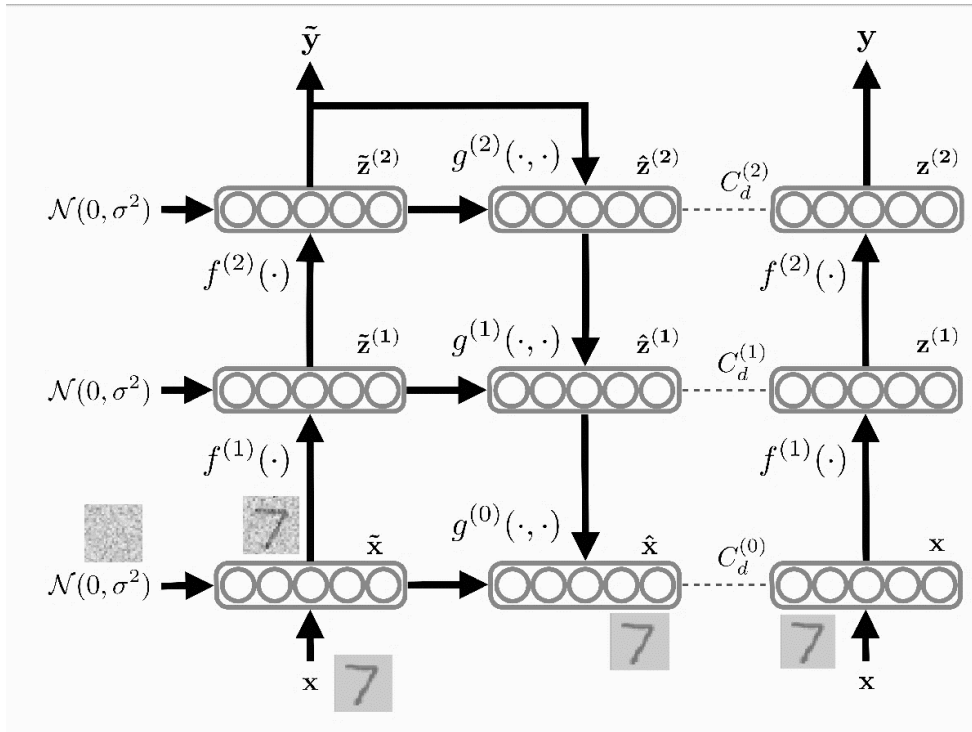 ỹ y
z̃⁽²⁾ g⁽²⁾(·,·) ẑ⁽²⁾ C_d⁽²⁾ z⁽²⁾
𝒩(0, σ²)
f⁽²⁾(·) f⁽²⁾(·)
z̃⁽¹⁾ g⁽¹⁾(·,·) ẑ⁽¹⁾ C_d⁽¹⁾ z⁽¹⁾
𝒩(0, σ²)
f⁽¹⁾(·) f⁽¹⁾(·)
7
x̃ g⁽⁰⁾(·,·) x̂ C_d⁽⁰⁾ x
𝒩(0, σ²)
7 7
x 7 x